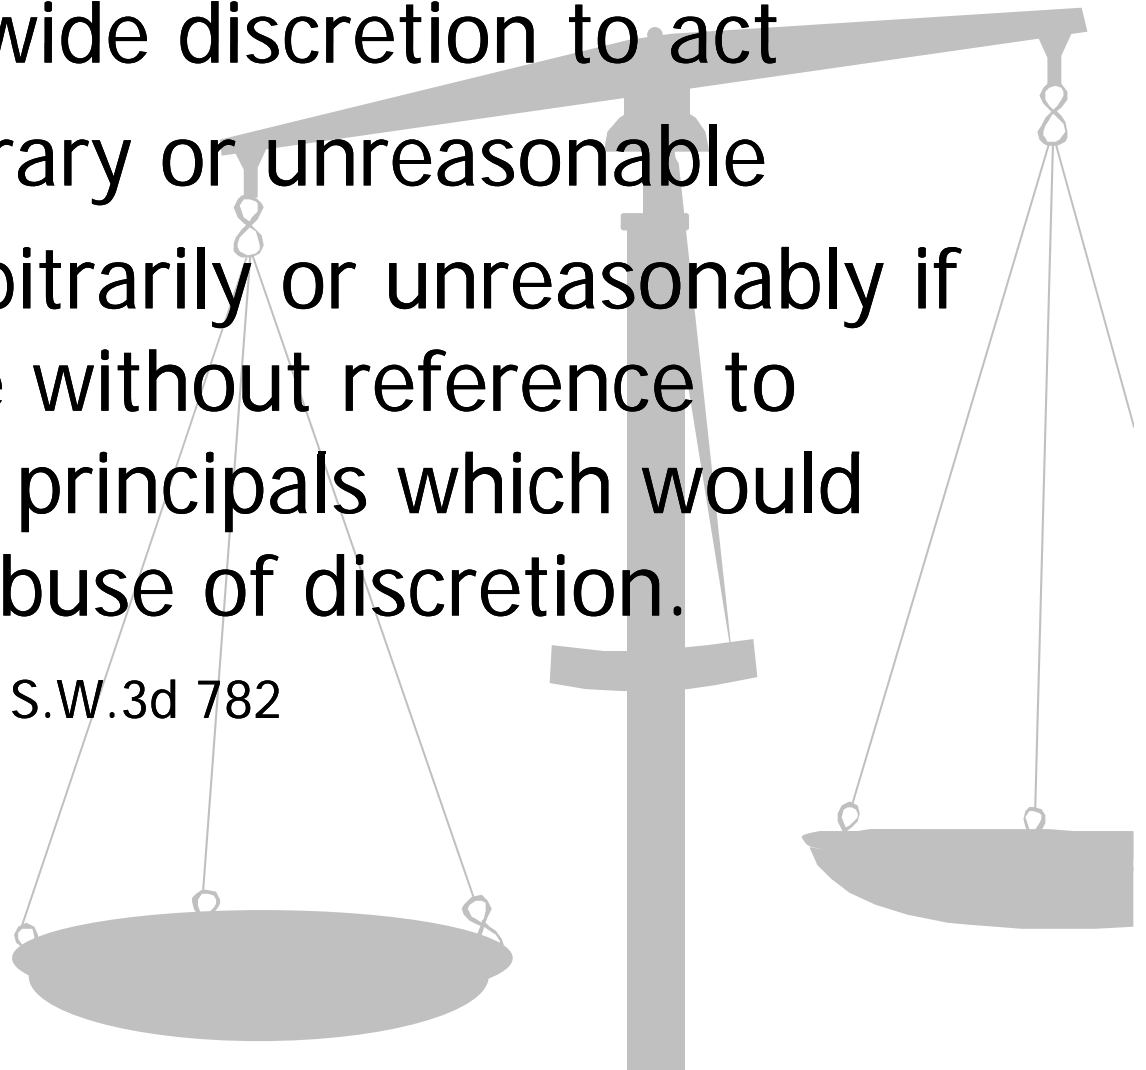 wide discretion to act
rary or unreasonable
bitrarily or unreasonably if
e without reference to
principals which would
buse of discretion.
S.W.3d 782